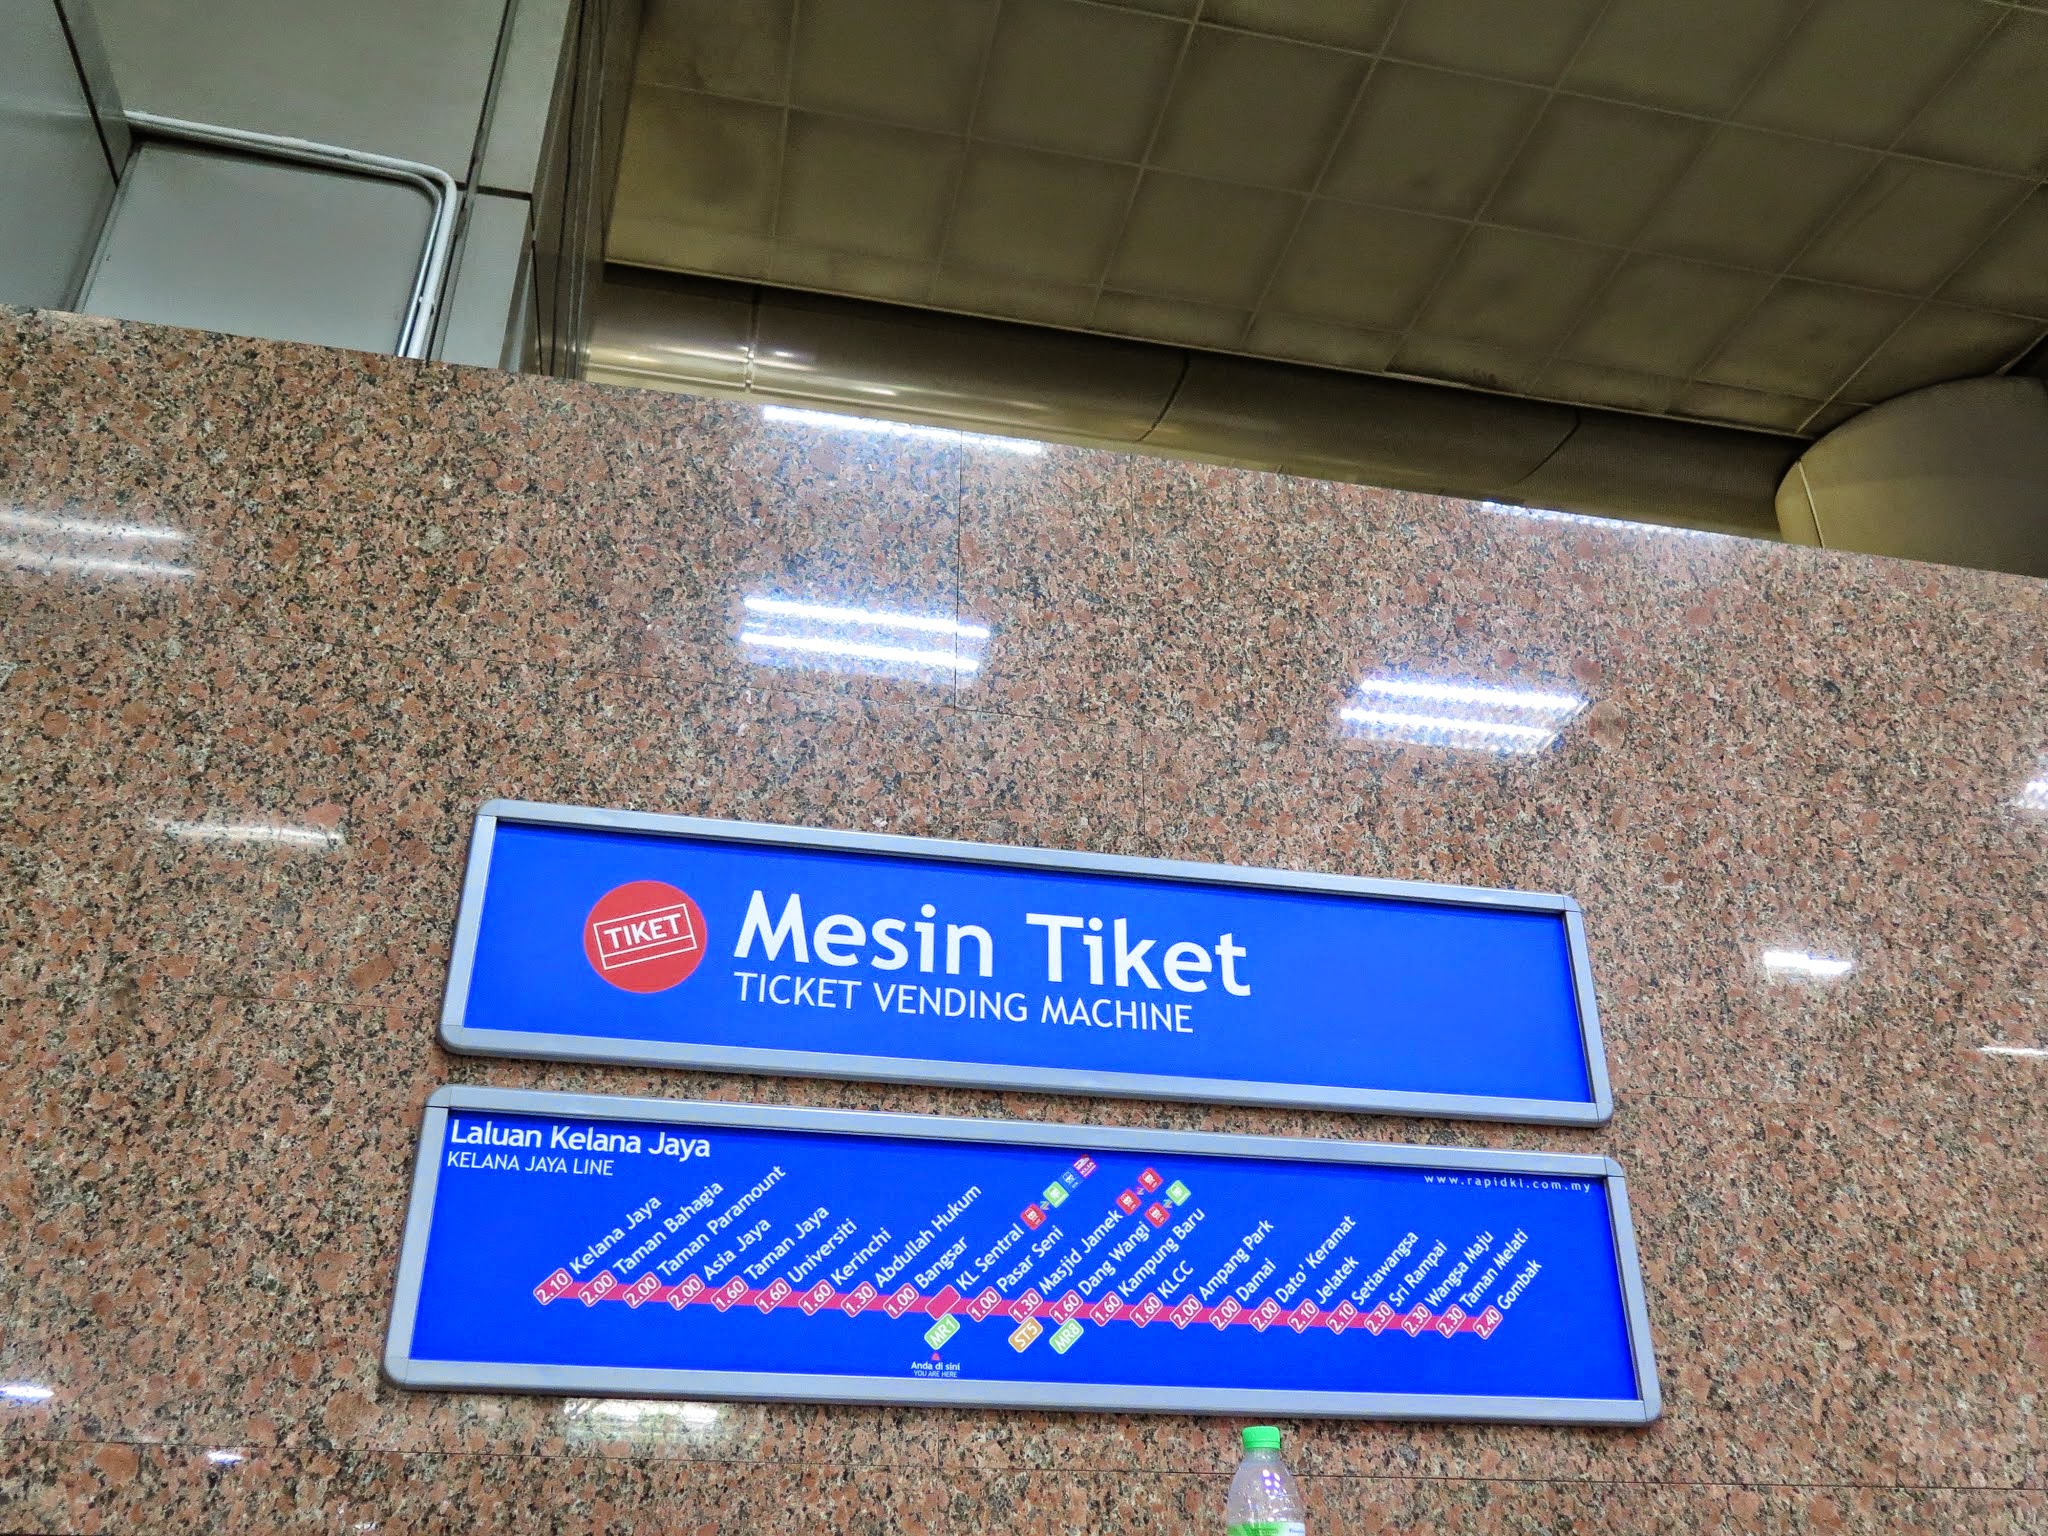 TIKET
Mesin Tiket
TICKET VENDING MACHINE
Laluan Kelana Jaya
KELANA JAYA LINE
www.rapidkl.com.my
2.10 Kelana Jaya
2.00 Taman Bahagia
2.00 Taman Paramount
2.00 Asia Jaya
1.60 Taman Jaya
1.60 Universiti
1.60 Kerinchi
1.30 Abdullah Hukum
1.00 Bangsar
KL Sentral
1.00 Pasar Seni
1.30 Masjid Jamek
1.60 Dang Wangi
1.60 Kampung Baru
1.60 KLCC
2.00 Ampang Park
2.00 Damai
2.00 Dato' Keramat
2.10 Jelatek
2.10 Setiawangsa
2.30 Sri Rampai
2.30 Wangsa Maju
2.30 Taman Melati
2.40 Gombak
MR1
ST5
MR8
Anda di sini
YOU ARE HERE